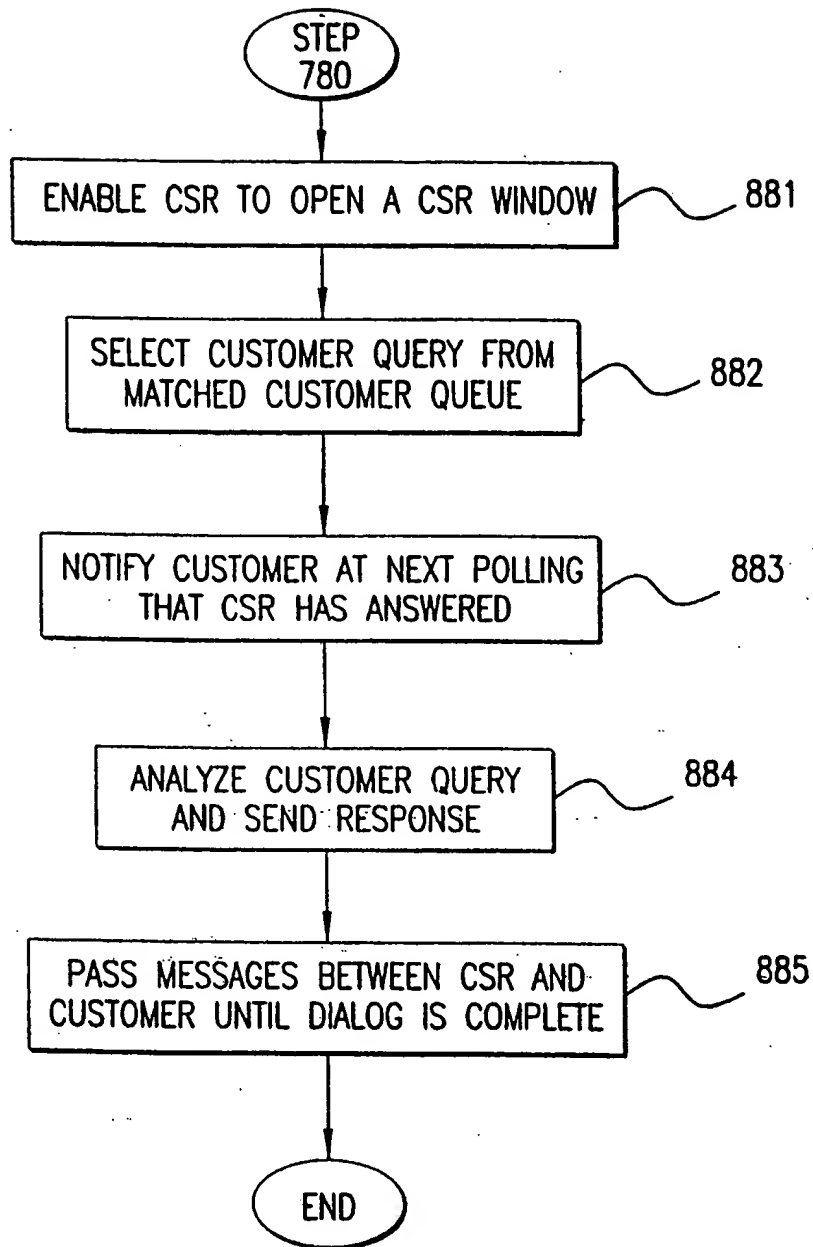 STEP
780
ENABLE CSR TO OPEN A CSR WINDOW
881
SELECT CUSTOMER QUERY FROM
MATCHED CUSTOMER QUEUE
882
NOTIFY CUSTOMER AT NEXT POLLING
THAT CSR HAS ANSWERED
883
ANALYZE CUSTOMER QUERY
AND SEND RESPONSE
884
PASS MESSAGES BETWEEN CSR AND
CUSTOMER UNTIL DIALOG IS COMPLETE
885
END